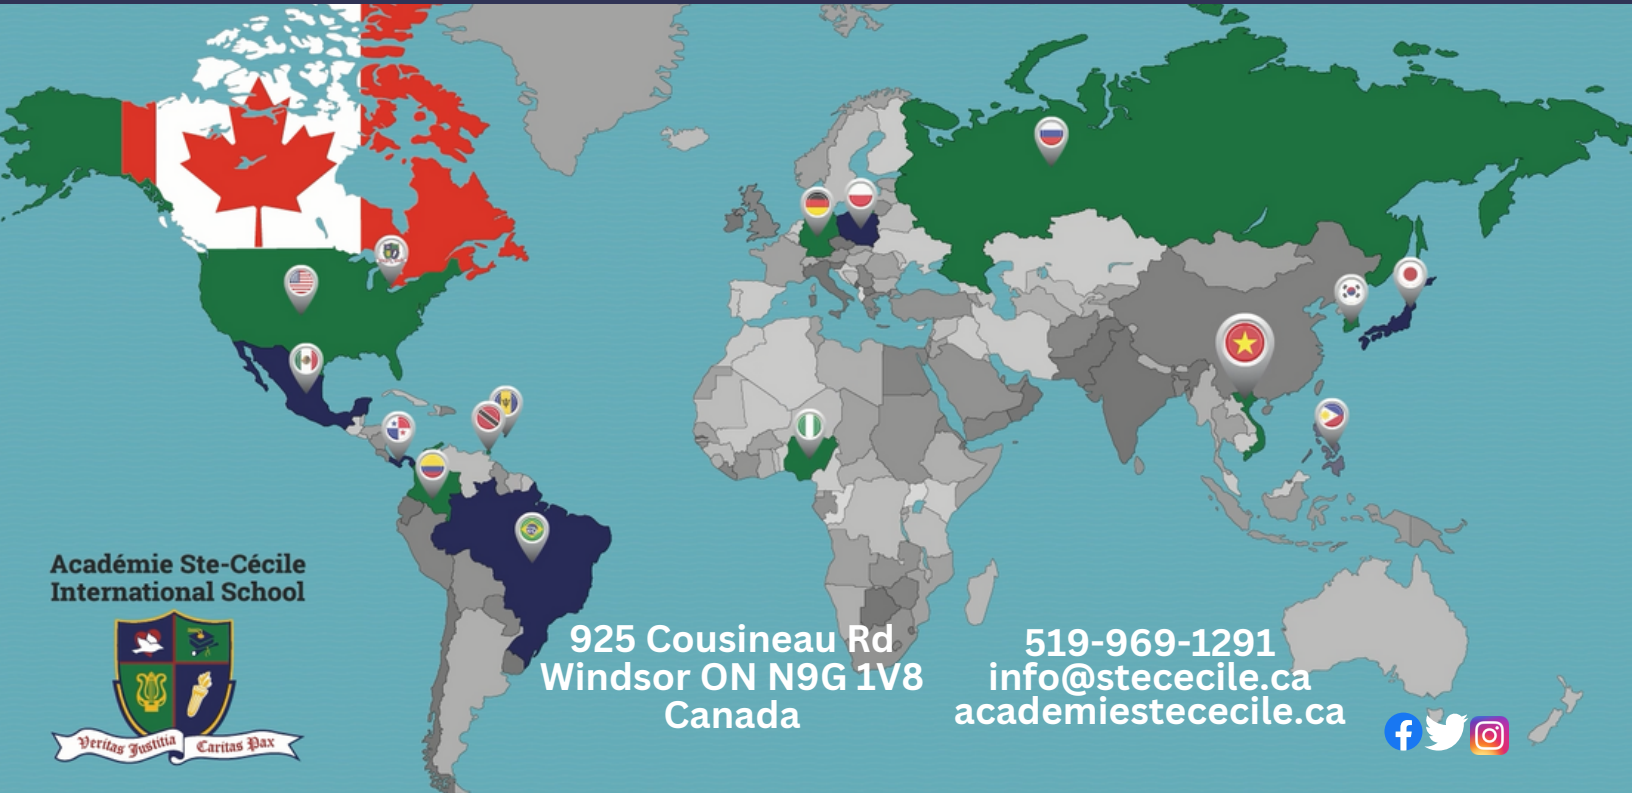 Académie Ste-Cécile
International School
Veritas Justitia Caritas Pax
925 Cousineau Rd
Windsor ON N9G 1V8
Canada
519-969-1291
info@stececile.ca
academiestececile.ca